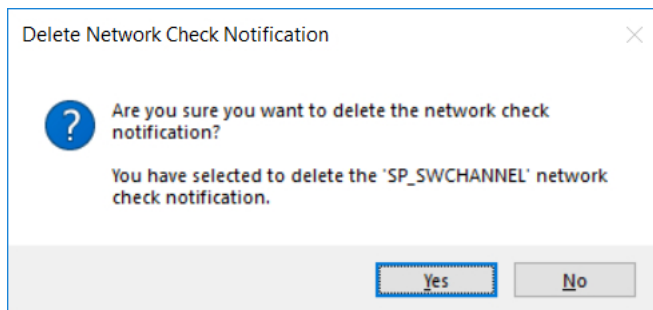 Delete Network Check Notification
Are you sure you want to delete the network check
notification?
You have selected to delete the 'SP_SWCHANNEL' network
check notification.
Yes
No